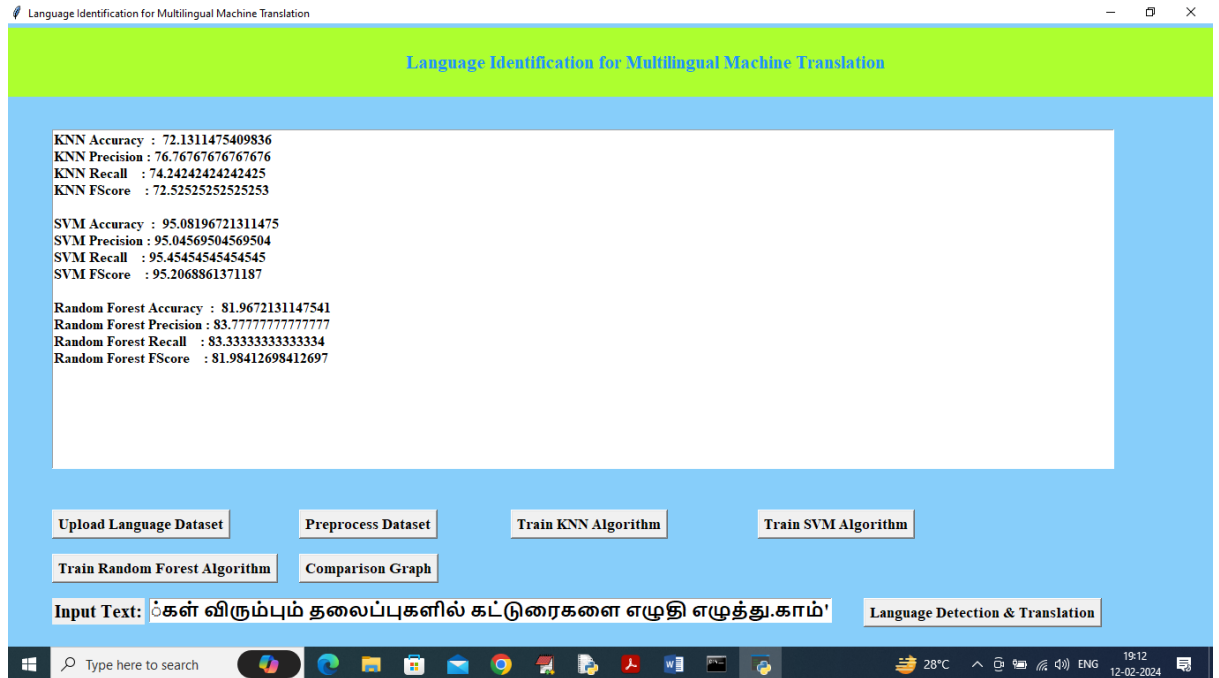 Language Identification for Multilingual Machine Translation
Language Identification for Multilingual Machine Translation
KNN Accuracy : 72.1311475409836
KNN Precision : 76.76767676767676
KNN Recall : 74.24242424242425
KNN FScore : 72.52525252525253
SVM Accuracy : 95.08196721311475
SVM Precision : 95.04569504569504
SVM Recall : 95.45454545454545
SVM FScore : 95.2068861371187
Random Forest Accuracy : 81.9672131147541
Random Forest Precision : 83.77777777777777
Random Forest Recall : 83.33333333333334
Random Forest FScore : 81.98412698412697
Upload Language Dataset Preprocess Dataset Train KNN Algorithm Train SVM Algorithm
Train Random Forest Algorithm Comparison Graph
Input Text: ்கள் விரும்பும் தலைப்புகளில் கட்டுரைகளை எழுதி எழுத்து.காம்' Language Detection & Translation
Type here to search 28°C ENG 19:12
12-02-2024